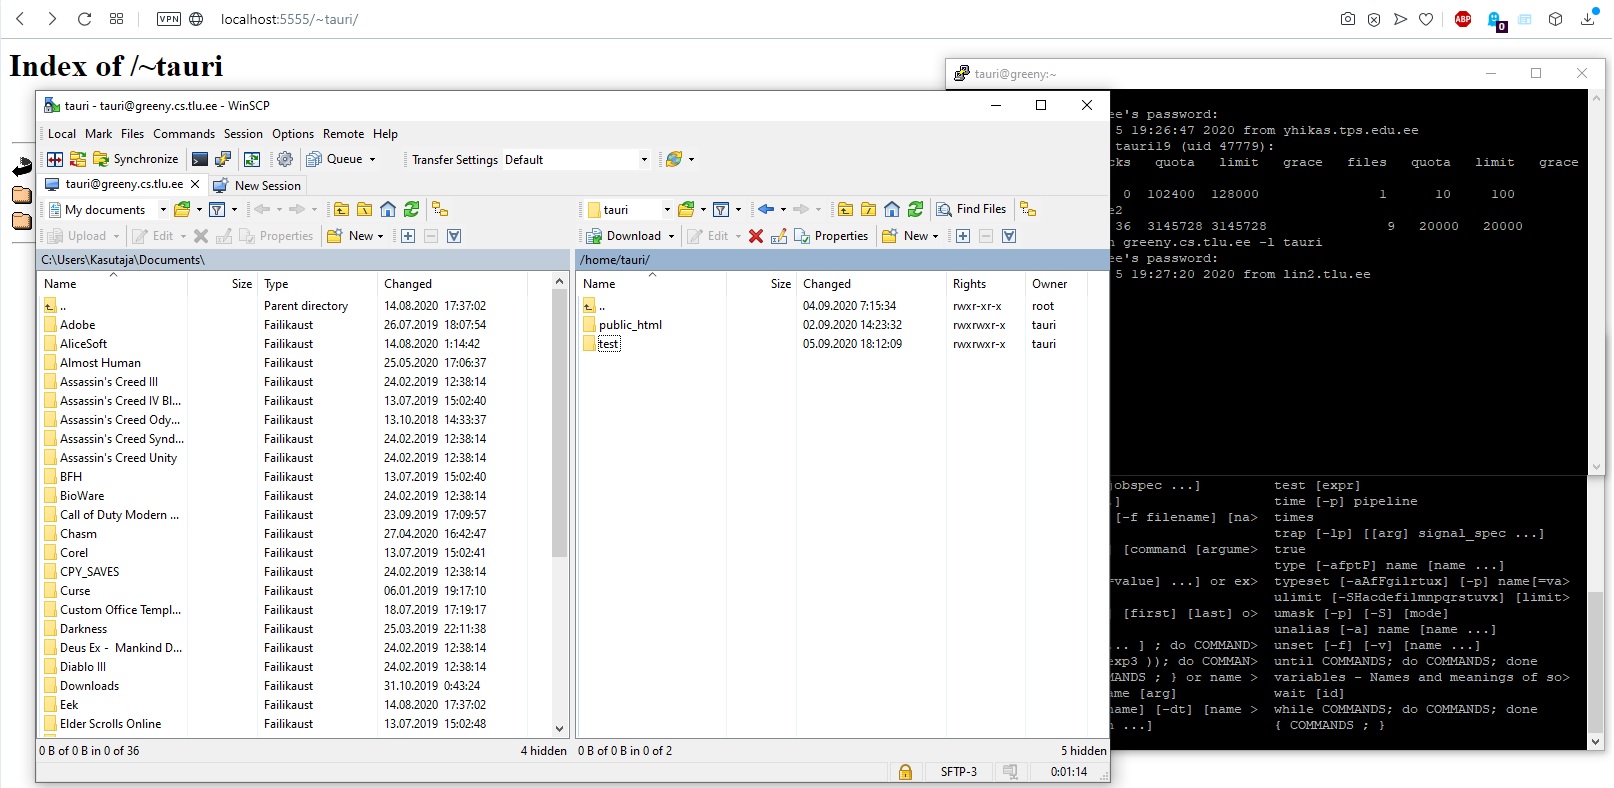 VPN localhost:5555/~tauri/ ABP 0
Index of /~tauri
tauri@greeny:~
tauri - tauri@greeny.cs.tlu.ee - WinSCP
Local Mark Files Commands Session Options Remote Help
Synchronize Queue Transfer Settings Default
tauri@greeny.cs.tlu.ee New Session
My documents tauri Find Files
Upload Edit Properties New Download Edit Properties New
C:\Users\Kasutaja\Documents\ /home/tauri/
Name Size Type Changed
.. Parent directory 14.08.2020 17:37:02
Adobe Failikaust 26.07.2019 18:07:54
AliceSoft Failikaust 14.08.2020 1:14:42
Almost Human Failikaust 25.05.2020 17:06:37
Assassin's Creed III Failikaust 24.02.2019 12:38:14
Assassin's Creed IV Bl... Failikaust 13.07.2019 15:02:40
Assassin's Creed Ody... Failikaust 13.10.2018 14:33:37
Assassin's Creed Synd... Failikaust 24.02.2019 12:38:14
Assassin's Creed Unity Failikaust 24.02.2019 12:38:14
BFH Failikaust 13.07.2019 15:02:40
BioWare Failikaust 24.02.2019 12:38:14
Call of Duty Modern ... Failikaust 23.09.2019 17:09:57
Chasm Failikaust 27.04.2020 16:42:47
Corel Failikaust 13.07.2019 15:02:41
CPY_SAVES Failikaust 24.02.2019 12:38:14
Curse Failikaust 06.01.2019 19:17:10
Custom Office Templ... Failikaust 18.07.2019 17:19:17
Darkness Failikaust 25.03.2019 22:11:38
Deus Ex - Mankind D... Failikaust 24.02.2019 12:38:14
Diablo III Failikaust 24.02.2019 12:38:14
Downloads Failikaust 31.10.2019 0:43:24
Eek Failikaust 14.08.2020 17:37:02
Elder Scrolls Online Failikaust 13.07.2019 15:02:48
0 B of 0 B in 0 of 36 4 hidden
Name Size Changed Rights Owner
.. 04.09.2020 7:15:34 rwxr-xr-x root
public_html 02.09.2020 14:23:32 rwxrwxr-x tauri
test 05.09.2020 18:12:09 rwxrwxr-x tauri
0 B of 0 B in 0 of 2 5 hidden
SFTP-3 0:01:14
ee's password:
5 19:26:47 2020 from yhikas.tps.edu.ee
tauril9 (uid 47779):
cks quota limit grace files quota limit grace
0 102400 128000 1 10 100
e2
36 3145728 3145728 9 20000 20000
n greeny.cs.tlu.ee -l tauri
ee's password:
5 19:27:20 2020 from lin2.tlu.ee
jobspec ...] test [expr]
.] time [-p] pipeline
[-f filename] [na> times
trap [-lp] [[arg] signal_spec ...]
[command [argume> true
type [-afptP] name [name ...]
=value] ...] or ex> typeset [-aAfFgilrtux] [-p] name[=va>
ulimit [-SHacdefilmnpqrstuvx] [limit>
[first] [last] o> umask [-p] [-S] [mode]
unalias [-a] name [name ...]
.. ] ; do COMMAND> unset [-f] [-v] [name ...]
exp3 )); do COMMAN> until COMMANDS; do COMMANDS; done
MANDS ; } or name > variables - Names and meanings of so>
ame [arg] wait [id]
name] [-dt] [name > while COMMANDS; do COMMANDS; done
n ...] { COMMANDS ; }